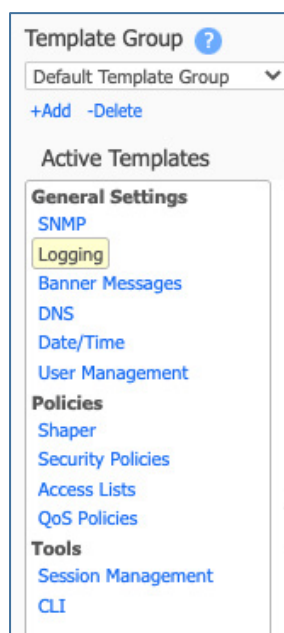 Template Group ?
Default Template Group
+Add -Delete
Active Templates
General Settings
SNMP
Logging
Banner Messages
DNS
Date/Time
User Management
Policies
Shaper
Security Policies
Access Lists
QoS Policies
Tools
Session Management
CLI